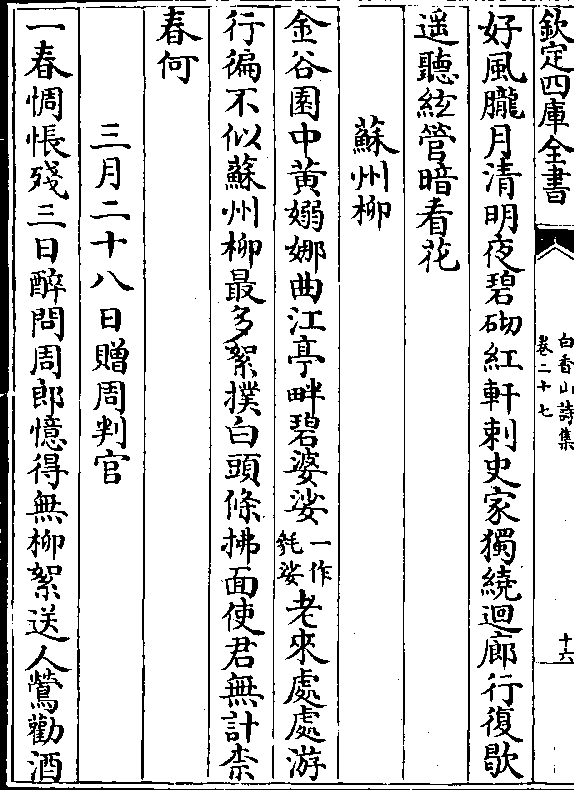 欽定四庫全書
白香山詩集
卷二十七
十六
好風朧月清明夜碧砌紅軒刺史家獨繞迴廊行復歇
遥聽絃管暗看花
蘇州柳
金谷園中黄嫋娜曲江亭畔碧婆娑一作毿娑老來處處游
行徧不似蘇州柳最多絮撲白頭條拂面使君無計柰
春何
三月二十八日贈周判官
一春惆悵殘三日醉問周郎憶得無柳絮送人鶯勸酒